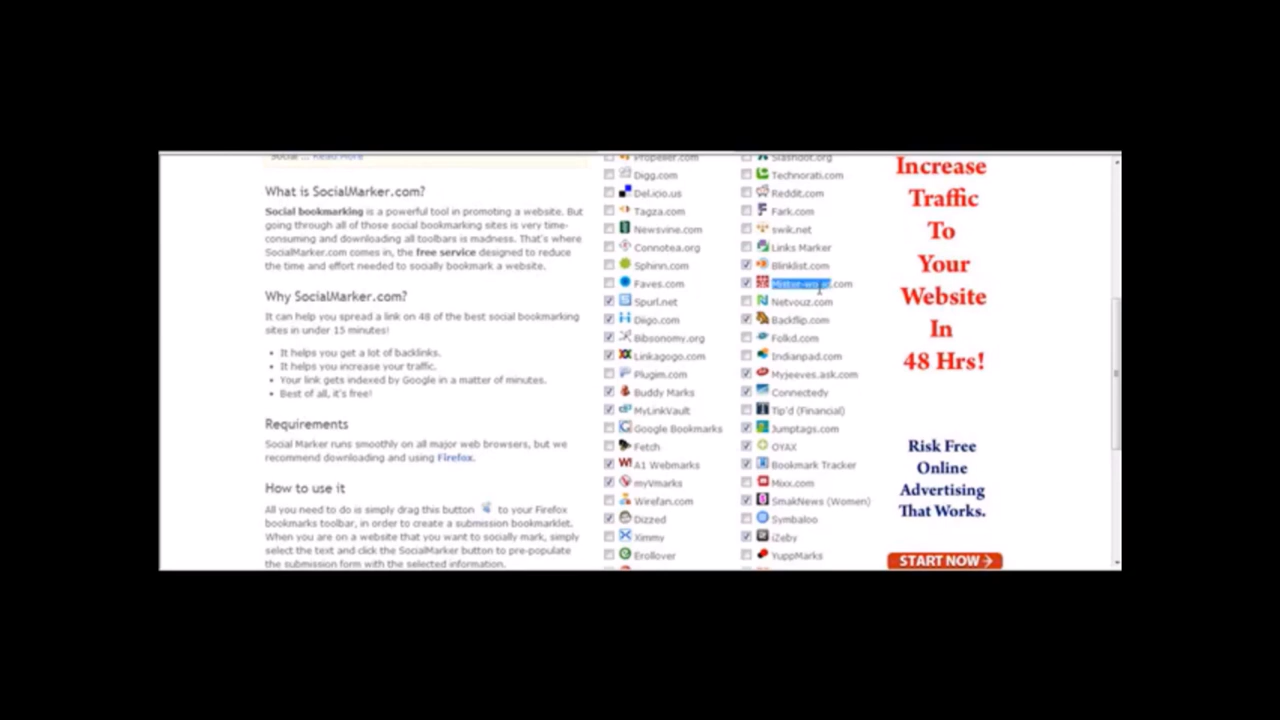 Social ... Read More
What is SocialMarker.com?
Social bookmarking is a powerful tool in promoting a website. But
going through all of those social bookmarking sites is very time-
consuming and downloading all toolbars is madness. That's where
SocialMarker.com comes in, the free service designed to reduce
the time and effort needed to socially bookmark a website.
Why SocialMarker.com?
It can help you spread a link on 48 of the best social bookmarking
sites in under 15 minutes!
It helps you get a lot of backlinks.
It helps you increase your traffic.
Your link gets indexed by Google in a matter of minutes.
Best of all, it's free!
Requirements
Social Marker runs smoothly on all major web browsers, but we
recommend downloading and using Firefox.
How to use it
All you need to do is simply drag this button to your Firefox
bookmarks toolbar, in order to create a submission bookmarklet.
When you are on a website that you want to socially mark, simply
select the text and click the SocialMarker button to pre-populate
the submission form with the selected information.
Propeller.com
Digg.com
Del.icio.us
Tagza.com
Newsvine.com
Connotea.org
Sphinn.com
Faves.com
Spurl.net
Diigo.com
Bibsonomy.org
Linkagogo.com
Plugim.com
Buddy Marks
MyLinkVault
Google Bookmarks
Fetch
A1 Webmarks
myVmarks
Wirefan.com
Dizzed
Ximmy
Erollover
Slashdot.org
Technorati.com
Reddit.com
Fark.com
swik.net
Links Marker
Blinklist.com
Mister-wong.com
Netvouz.com
Backflip.com
Folkd.com
Indianpad.com
Myjeeves.ask.com
Connectedy
Tip'd (Financial)
Jumptags.com
OYAX
Bookmark Tracker
Mixx.com
SmakNews (Women)
Symbaloo
iZeby
YuppMarks
Increase
Traffic
To
Your
Website
In
48 Hrs!
Risk Free
Online
Advertising
That Works.
START NOW